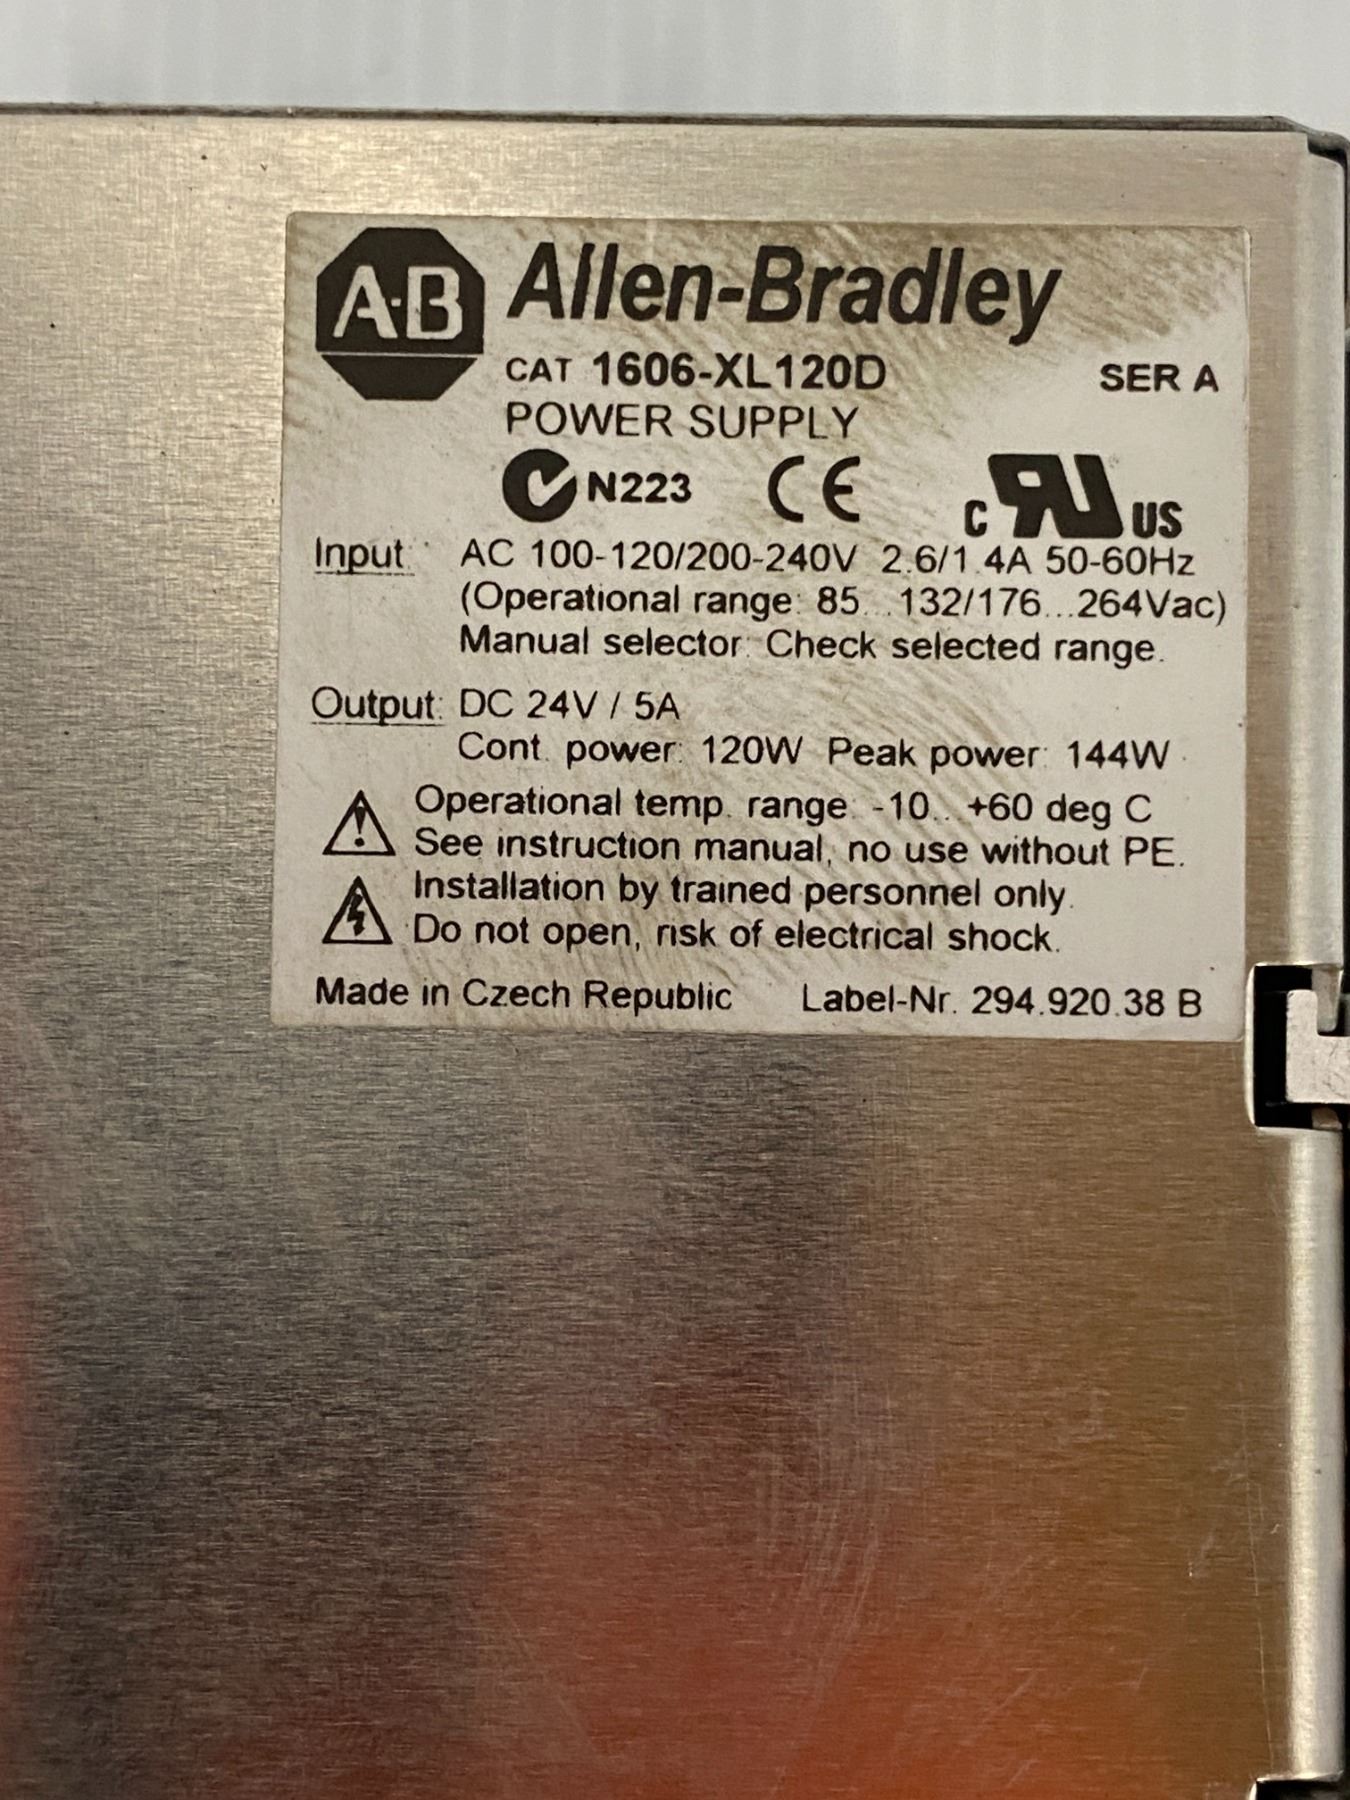 A-B Allen-Bradley
CAT 1606-XL120D SER A
POWER SUPPLY
N223 CE c RU US
Input: AC 100-120/200-240V 2.6/1.4A 50-60Hz
(Operational range: 85...132/176...264Vac)
Manual selector: Check selected range.
Output: DC 24V / 5A
Cont. power: 120W Peak power: 144W
Operational temp. range: -10...+60 deg C
See instruction manual, no use without PE.
Installation by trained personnel only.
Do not open, risk of electrical shock.
Made in Czech Republic Label-Nr. 294.920.38 B